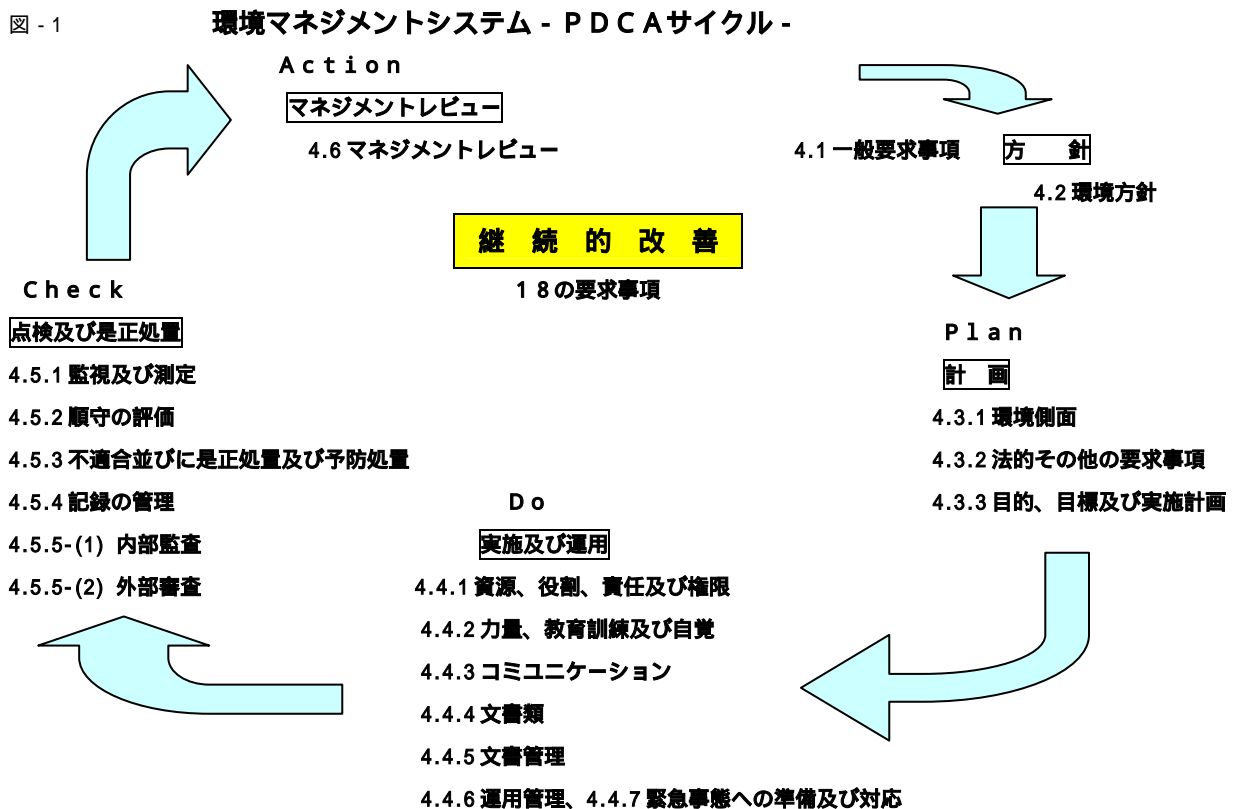 図-1
環境マネジメントシステム-PDCAサイクル-
Action
マネジメントレビュー
4.6マネジメントレビュー
4.1一般要求事項
方 針
4.2環境方針
継続的改善
18の要求事項
Plan
計 画
4.3.1環境側面
4.3.2法的その他の要求事項
4.3.3目的、目標及び実施計画
Do
実施及び運用
4.4.1資源、役割、責任及び権限
4.4.2力量、教育訓練及び自覚
4.4.3コミユニケーション
4.4.4文書類
4.4.5文書管理
4.4.6運用管理、4.4.7緊急事態への準備及び対応
Check
点検及び是正処置
4.5.1監視及び測定
4.5.2順守の評価
4.5.3不適合並びに是正処置及び予防処置
4.5.4記録の管理
4.5.5-(1) 内部監査
4.5.5-(2) 外部審査